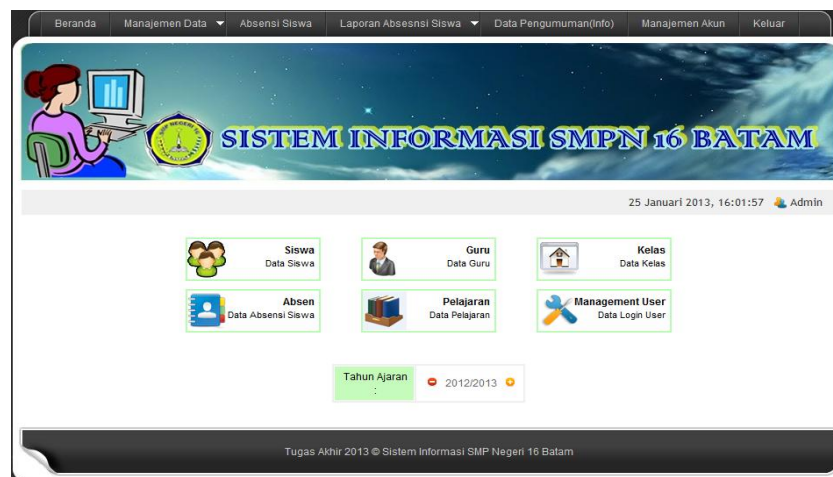 Beranda Manajemen Data Absensi Siswa Laporan Absesnsi Siswa Data Pengumuman(Info) Manajemen Akun Keluar
SISTEM INFORMASI SMPN 16 BATAM
25 Januari 2013, 16:01:57 Admin
Siswa
Data Siswa
Guru
Data Guru
Kelas
Data Kelas
Absen
Data Absensi Siswa
Pelajaran
Data Pelajaran
Management User
Data Login User
Tahun Ajaran
:
2012/2013
Tugas Akhir 2013 © Sistem Informasi SMP Negeri 16 Batam